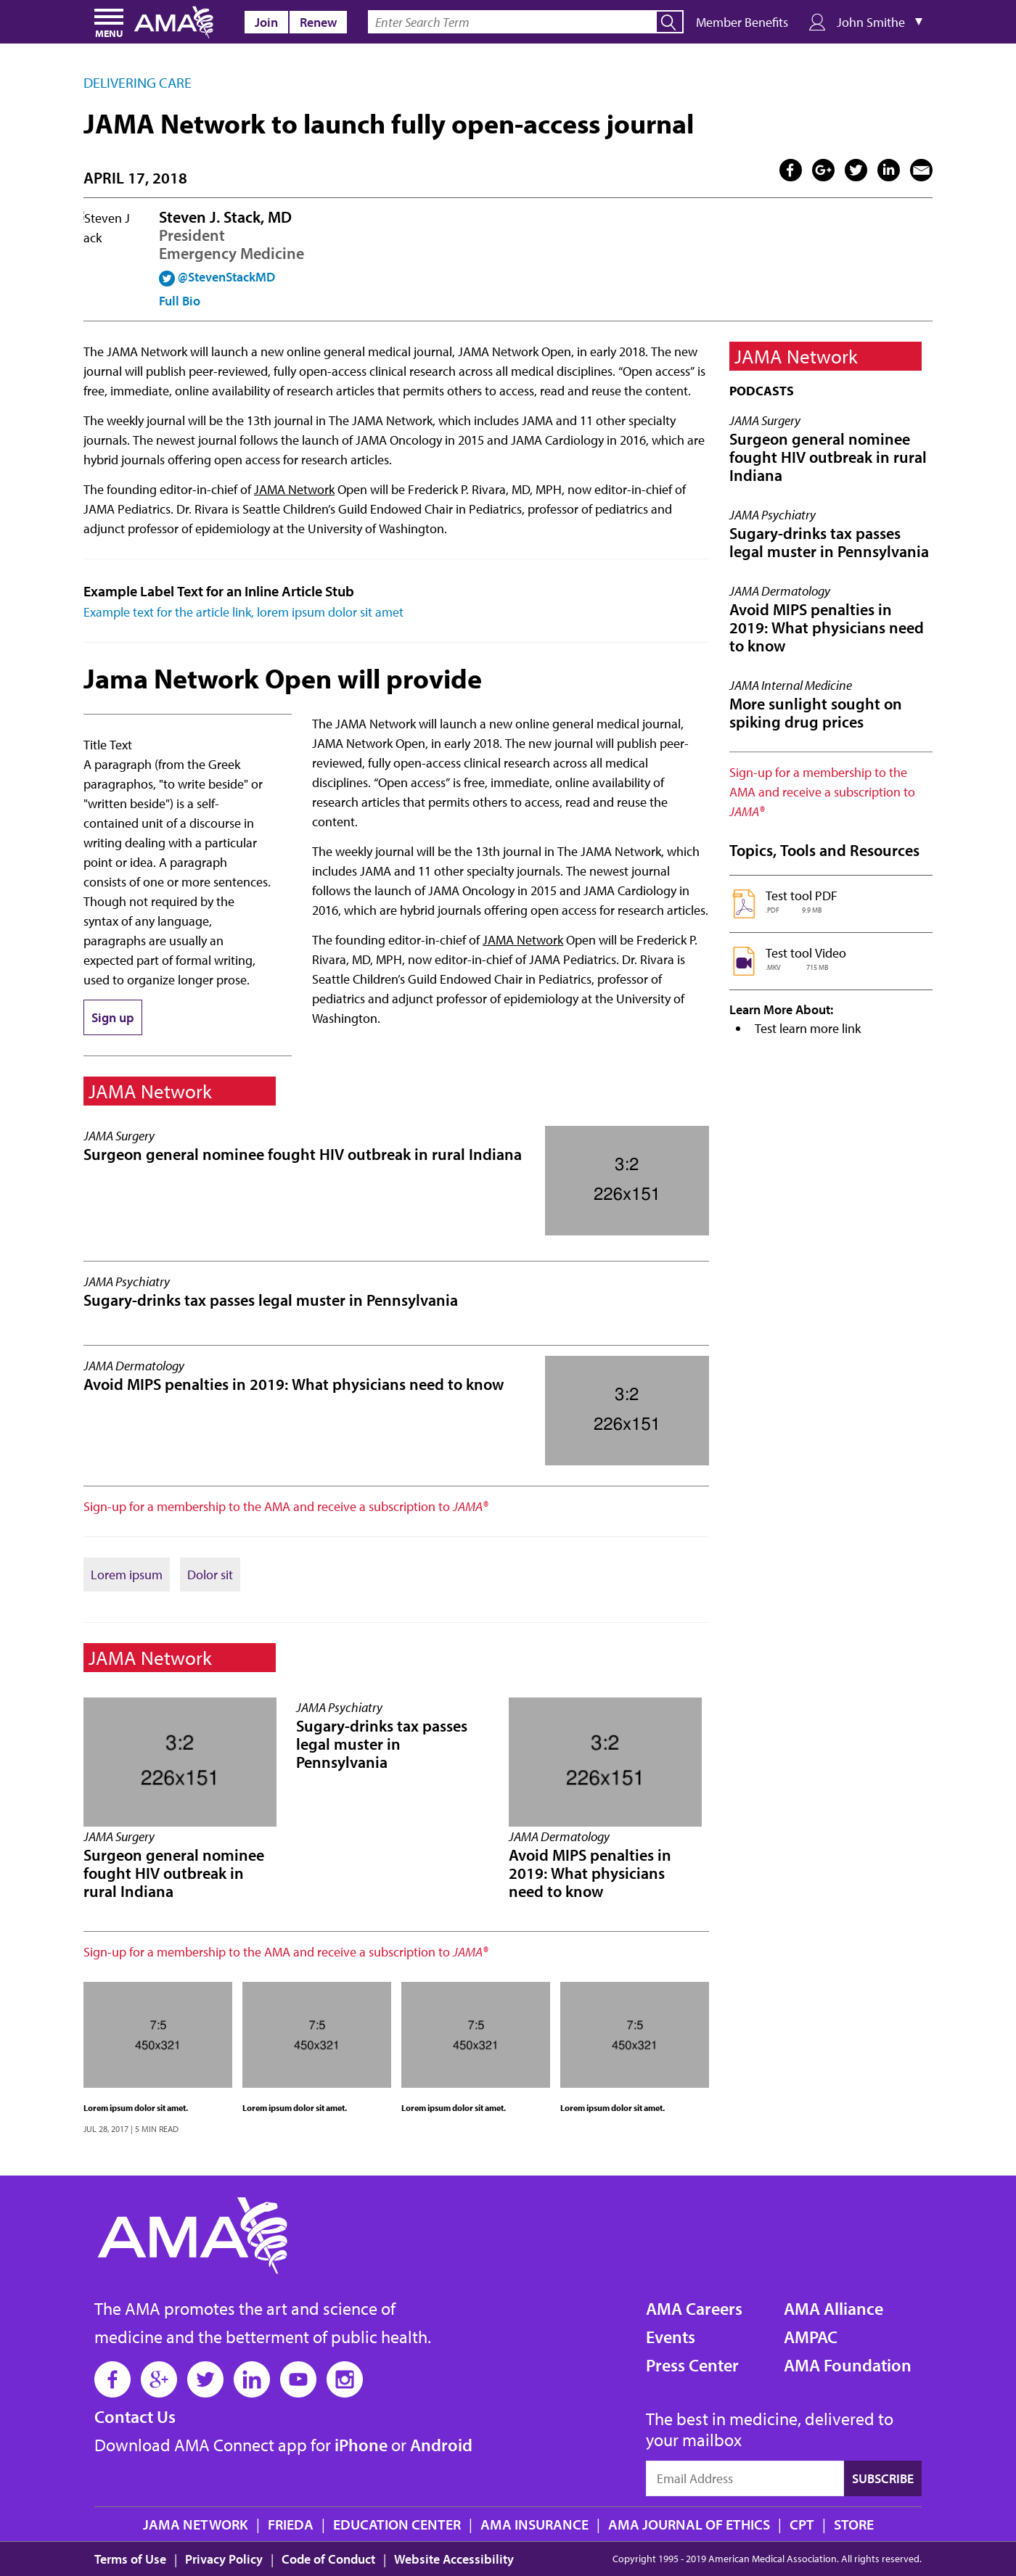 MENU
AMA
Join
Renew
Enter Search Term
Member Benefits
John Smithe ▼
DELIVERING CARE
JAMA Network to launch fully open-access journal
APRIL 17, 2018
Steven J
ack
Steven J. Stack, MD
President
Emergency Medicine
@StevenStackMD
Full Bio
The JAMA Network will launch a new online general medical journal, JAMA Network Open, in early 2018. The new
journal will publish peer-reviewed, fully open-access clinical research across all medical disciplines. “Open access” is
free, immediate, online availability of research articles that permits others to access, read and reuse the content.
The weekly journal will be the 13th journal in The JAMA Network, which includes JAMA and 11 other specialty
journals. The newest journal follows the launch of JAMA Oncology in 2015 and JAMA Cardiology in 2016, which are
hybrid journals offering open access for research articles.
The founding editor-in-chief of JAMA Network Open will be Frederick P. Rivara, MD, MPH, now editor-in-chief of
JAMA Pediatrics. Dr. Rivara is Seattle Children’s Guild Endowed Chair in Pediatrics, professor of pediatrics and
adjunct professor of epidemiology at the University of Washington.
Example Label Text for an Inline Article Stub
Example text for the article link, lorem ipsum dolor sit amet
Jama Network Open will provide
Title Text
A paragraph (from the Greek
paragraphos, "to write beside" or
"written beside") is a self-
contained unit of a discourse in
writing dealing with a particular
point or idea. A paragraph
consists of one or more sentences.
Though not required by the
syntax of any language,
paragraphs are usually an
expected part of formal writing,
used to organize longer prose.
Sign up
The JAMA Network will launch a new online general medical journal,
JAMA Network Open, in early 2018. The new journal will publish peer-
reviewed, fully open-access clinical research across all medical
disciplines. “Open access” is free, immediate, online availability of
research articles that permits others to access, read and reuse the
content.
The weekly journal will be the 13th journal in The JAMA Network, which
includes JAMA and 11 other specialty journals. The newest journal
follows the launch of JAMA Oncology in 2015 and JAMA Cardiology in
2016, which are hybrid journals offering open access for research articles.
The founding editor-in-chief of JAMA Network Open will be Frederick P.
Rivara, MD, MPH, now editor-in-chief of JAMA Pediatrics. Dr. Rivara is
Seattle Children’s Guild Endowed Chair in Pediatrics, professor of
pediatrics and adjunct professor of epidemiology at the University of
Washington.
JAMA Network
JAMA Surgery
Surgeon general nominee fought HIV outbreak in rural Indiana
3:2
226x151
JAMA Psychiatry
Sugary-drinks tax passes legal muster in Pennsylvania
JAMA Dermatology
Avoid MIPS penalties in 2019: What physicians need to know
3:2
226x151
Sign-up for a membership to the AMA and receive a subscription to JAMA®
Lorem ipsum
Dolor sit
JAMA Network
3:2
226x151
JAMA Surgery
Surgeon general nominee
fought HIV outbreak in
rural Indiana
JAMA Psychiatry
Sugary-drinks tax passes
legal muster in
Pennsylvania
3:2
226x151
JAMA Dermatology
Avoid MIPS penalties in
2019: What physicians
need to know
Sign-up for a membership to the AMA and receive a subscription to JAMA®
7:5
450x321
Lorem ipsum dolor sit amet.
JUL 28, 2017 | 5 MIN READ
7:5
450x321
Lorem ipsum dolor sit amet.
7:5
450x321
Lorem ipsum dolor sit amet.
7:5
450x321
Lorem ipsum dolor sit amet.
JAMA Network
PODCASTS
JAMA Surgery
Surgeon general nominee
fought HIV outbreak in rural
Indiana
JAMA Psychiatry
Sugary-drinks tax passes
legal muster in Pennsylvania
JAMA Dermatology
Avoid MIPS penalties in
2019: What physicians need
to know
JAMA Internal Medicine
More sunlight sought on
spiking drug prices
Sign-up for a membership to the
AMA and receive a subscription to
JAMA®
Topics, Tools and Resources
Test tool PDF
.PDF 9.9 MB
Test tool Video
.MKV 715 MB
Learn More About:
• Test learn more link
AMA
The AMA promotes the art and science of
medicine and the betterment of public health.
Contact Us
Download AMA Connect app for iPhone or Android
AMA Careers
Events
Press Center
AMA Alliance
AMPAC
AMA Foundation
The best in medicine, delivered to
your mailbox
Email Address
SUBSCRIBE
JAMA NETWORK | FRIEDA | EDUCATION CENTER | AMA INSURANCE | AMA JOURNAL OF ETHICS | CPT | STORE
Terms of Use | Privacy Policy | Code of Conduct | Website Accessibility
Copyright 1995 - 2019 American Medical Association. All rights reserved.